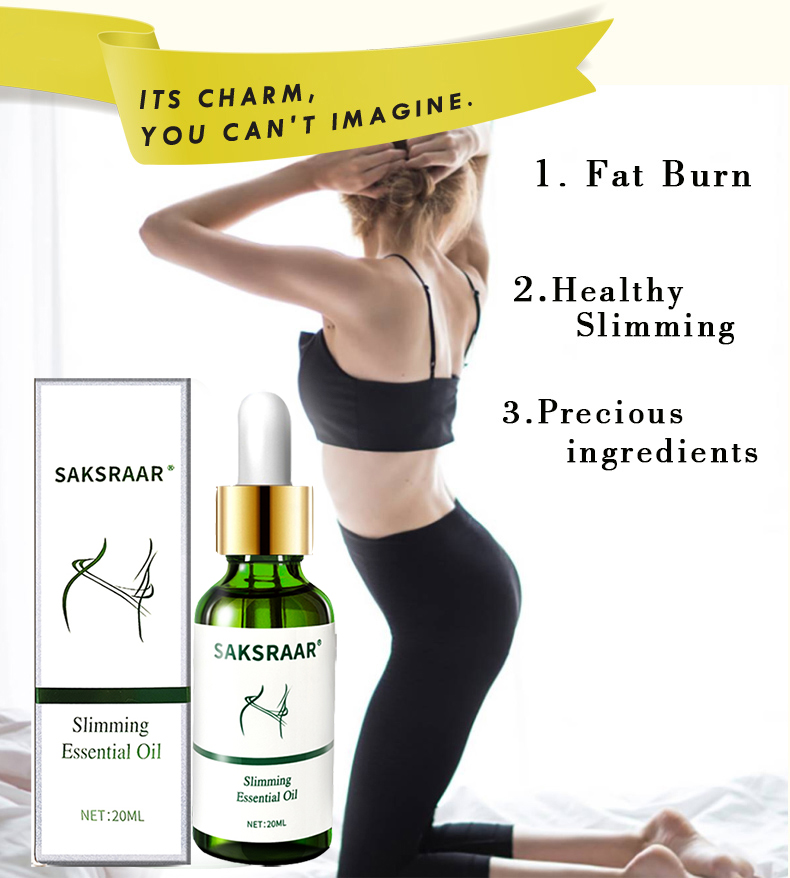 ITS CHARM,
YOU CAN'T IMAGINE.
1. Fat Burn
2.Healthy
Slimming
3.Precious
ingredients
SAKSRAAR®
Slimming
Essential Oil
NET:20ML
SAKSRAAR®
Slimming
Essential Oil
NET:20ML